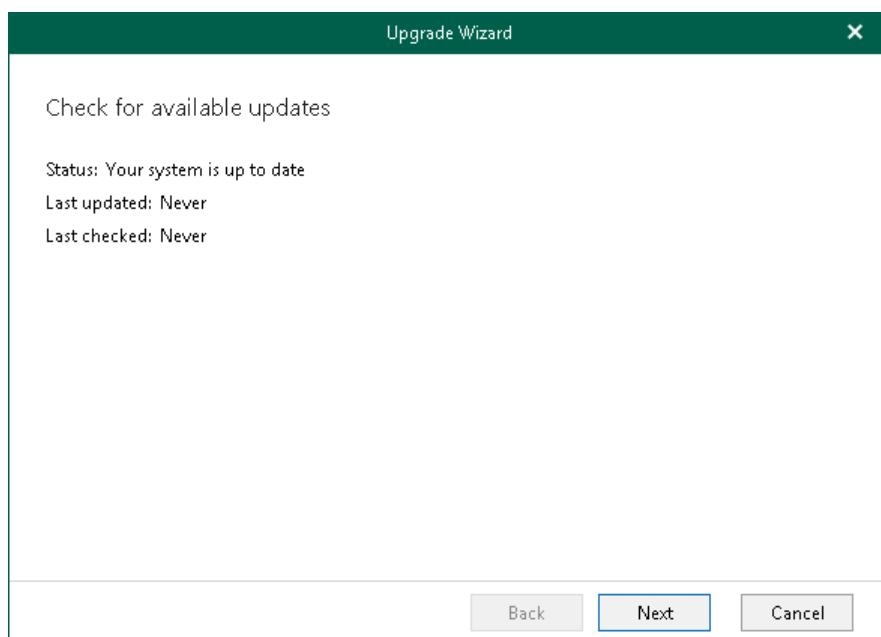 Upgrade Wizard
Check for available updates
Status: Your system is up to date
Last updated: Never
Last checked: Never
Back
Next
Cancel